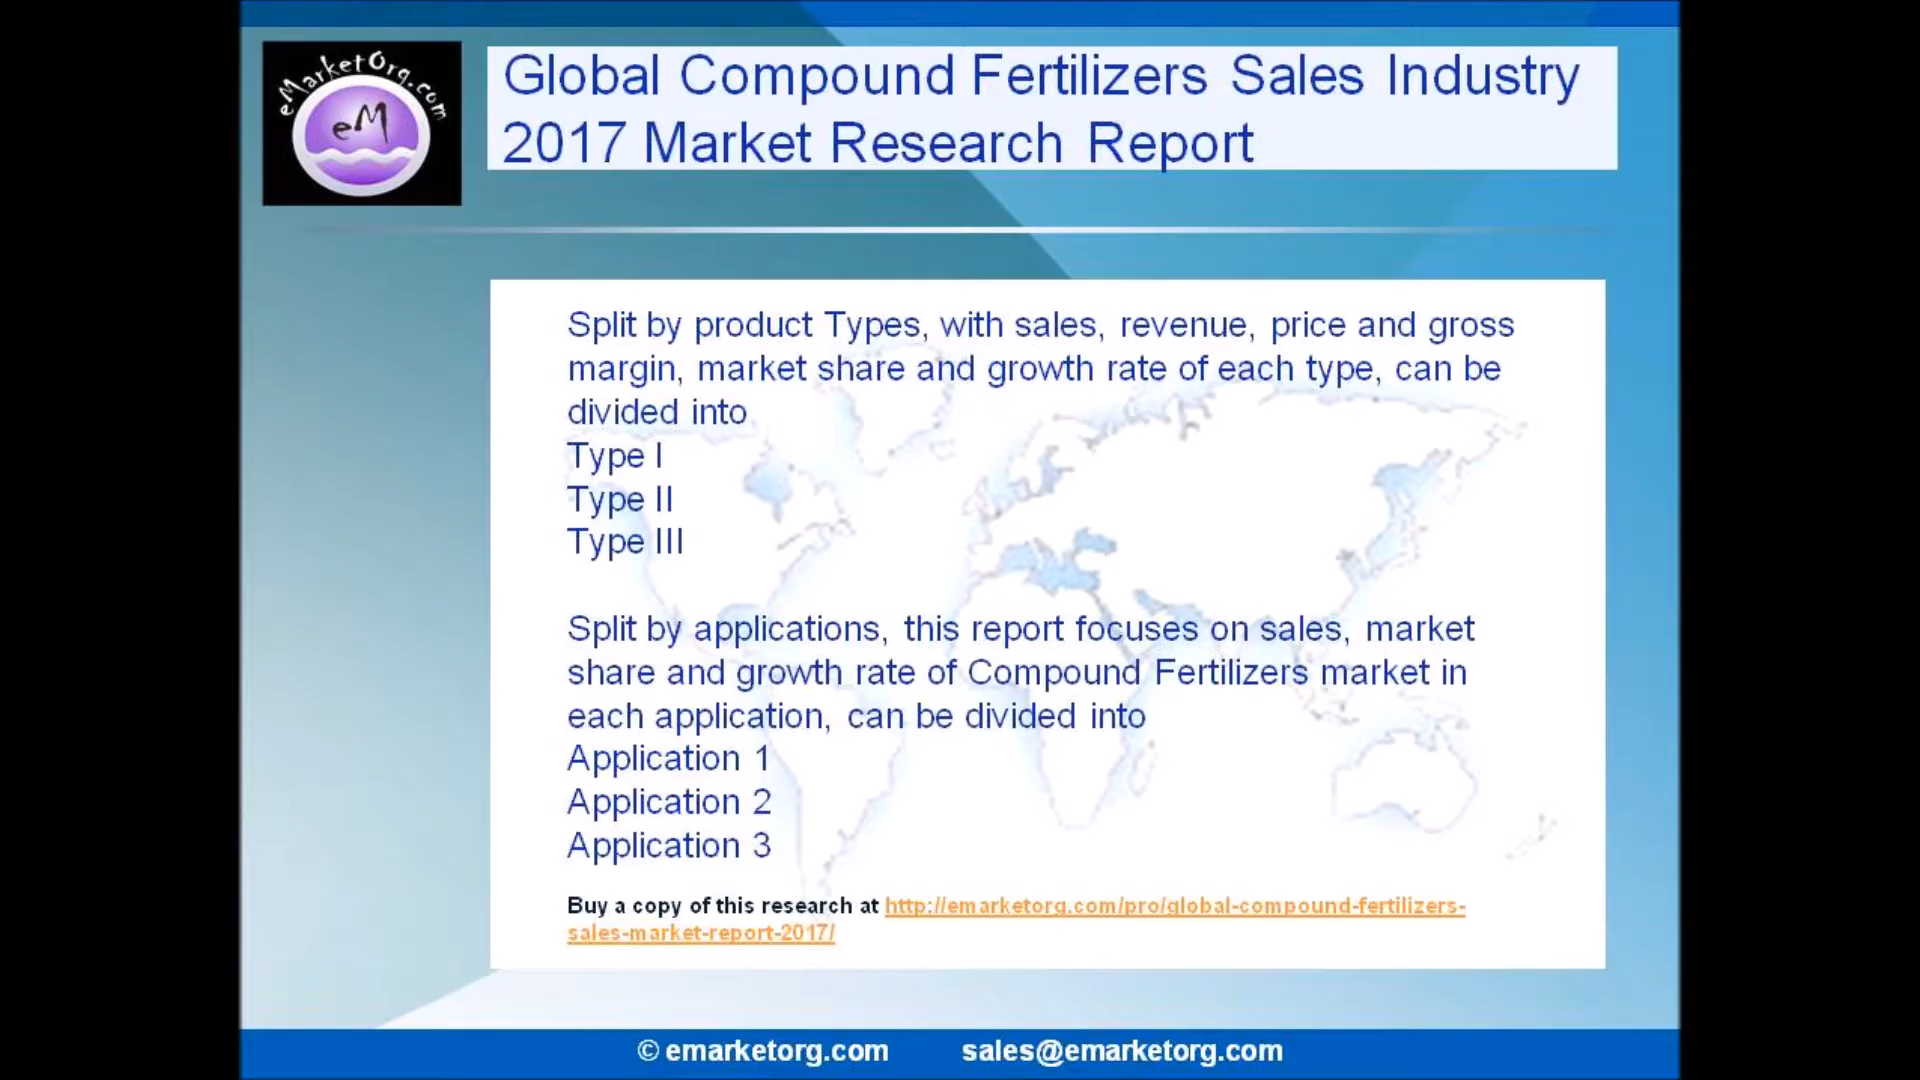 eMarketOrg.com
eM
Global Compound Fertilizers Sales Industry
2017 Market Research Report
Split by product Types, with sales, revenue, price and gross
margin, market share and growth rate of each type, can be
divided into
Type I
Type II
Type III
Split by applications, this report focuses on sales, market
share and growth rate of Compound Fertilizers market in
each application, can be divided into
Application 1
Application 2
Application 3
Buy a copy of this research at http://emarketorg.com/pro/global-compound-fertilizers-
sales-market-report-2017/
© emarketorg.com sales@emarketorg.com